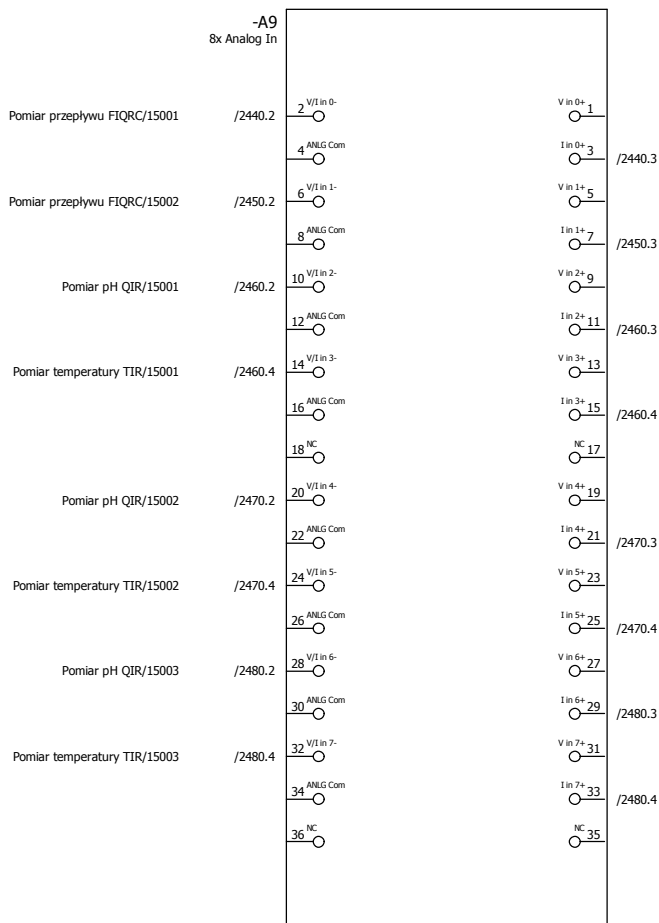 -A9
8x Analog In
Pomiar przepływu FIQRC/15001 /2440.2 2 V/I in 0- V in 0+ 1
4 ANLG Com I in 0+ 3 /2440.3
Pomiar przepływu FIQRC/15002 /2450.2 6 V/I in 1- V in 1+ 5
8 ANLG Com I in 1+ 7 /2450.3
Pomiar pH QIR/15001 /2460.2 10 V/I in 2- V in 2+ 9
12 ANLG Com I in 2+ 11 /2460.3
Pomiar temperatury TIR/15001 /2460.4 14 V/I in 3- V in 3+ 13
16 ANLG Com I in 3+ 15 /2460.4
18 NC NC 17
Pomiar pH QIR/15002 /2470.2 20 V/I in 4- V in 4+ 19
22 ANLG Com I in 4+ 21 /2470.3
Pomiar temperatury TIR/15002 /2470.4 24 V/I in 5- V in 5+ 23
26 ANLG Com I in 5+ 25 /2470.4
Pomiar pH QIR/15003 /2480.2 28 V/I in 6- V in 6+ 27
30 ANLG Com I in 6+ 29 /2480.3
Pomiar temperatury TIR/15003 /2480.4 32 V/I in 7- V in 7+ 31
34 ANLG Com I in 7+ 33 /2480.4
36 NC NC 35